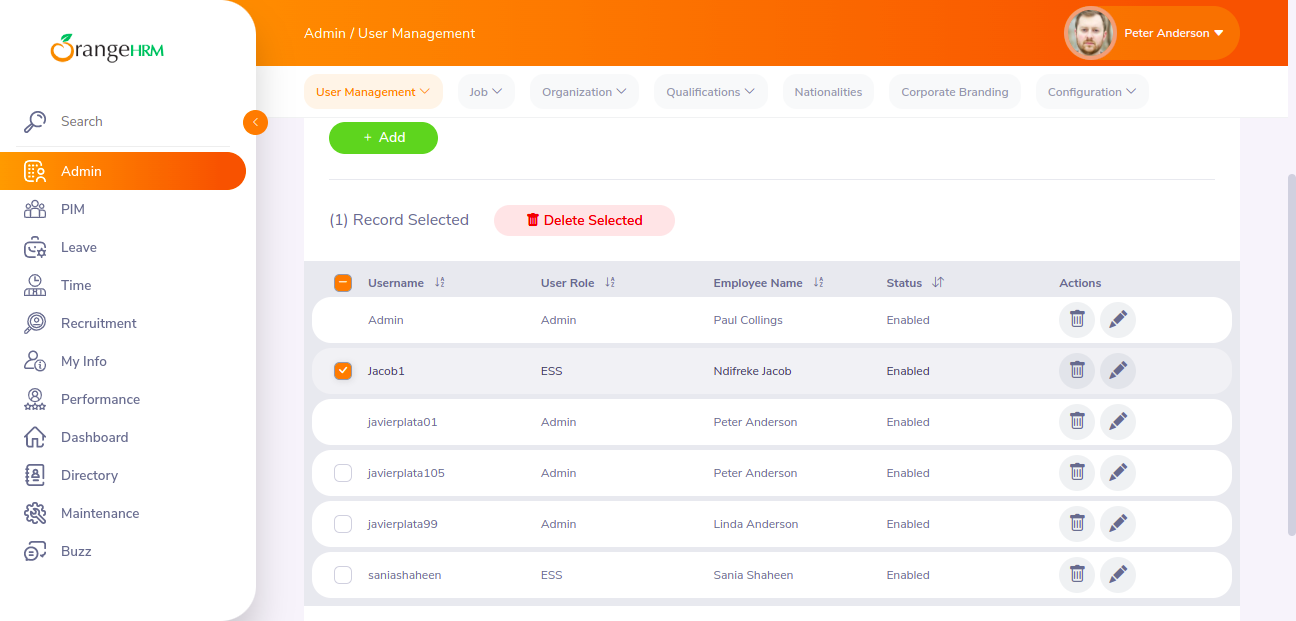 OrangeHRM
Admin / User Management
Peter Anderson
User Management
Job
Organization
Qualifications
Nationalities
Corporate Branding
Configuration
Search
Admin
PIM
Leave
Time
Recruitment
My Info
Performance
Dashboard
Directory
Maintenance
Buzz
+ Add
(1) Record Selected
Delete Selected
Username User Role Employee Name Status Actions
Admin Admin Paul Collings Enabled
Jacob1 ESS Ndifreke Jacob Enabled
javierplata01 Admin Peter Anderson Enabled
javierplata105 Admin Peter Anderson Enabled
javierplata99 Admin Linda Anderson Enabled
saniashaheen ESS Sania Shaheen Enabled